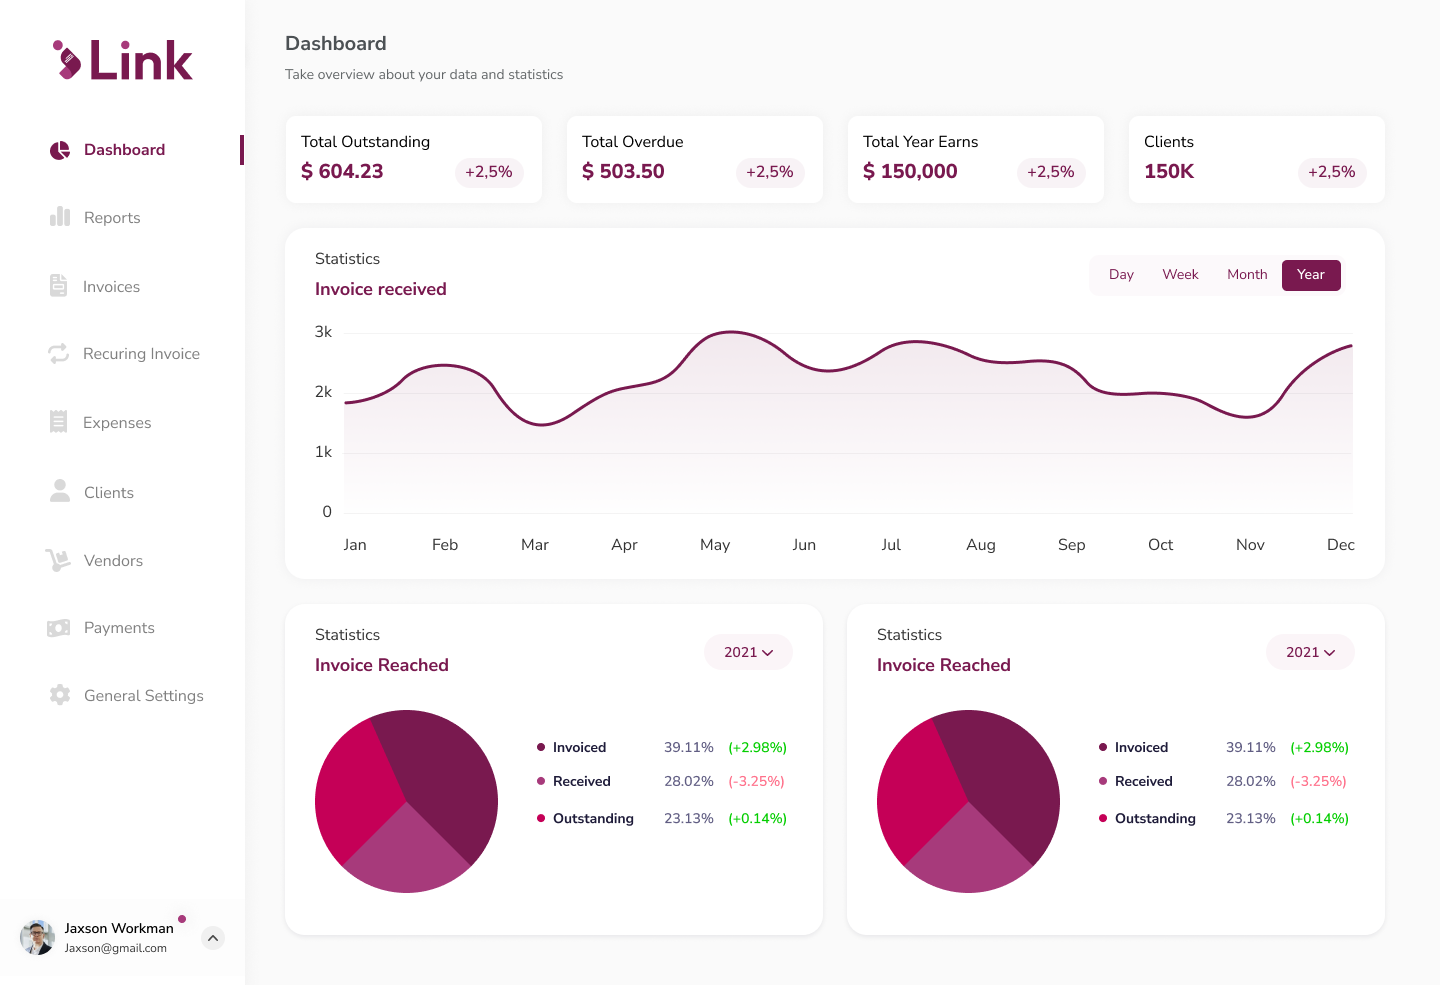 Link
Dashboard
Reports
Invoices
Recuring Invoice
Expenses
Clients
Vendors
Payments
General Settings
Jaxson Workman
Jaxson@gmail.com
Dashboard
Take overview about your data and statistics
Total Outstanding
$ 604.23
+2,5%
Total Overdue
$ 503.50
+2,5%
Total Year Earns
$ 150,000
+2,5%
Clients
150K
+2,5%
Statistics
Invoice received
Day Week Month Year
3k
2k
1k
0
Jan Feb Mar Apr May Jun Jul Aug Sep Oct Nov Dec
Statistics
Invoice Reached
2021
Invoiced 39.11% (+2.98%)
Received 28.02% (-3.25%)
Outstanding 23.13% (+0.14%)
Statistics
Invoice Reached
2021
Invoiced 39.11% (+2.98%)
Received 28.02% (-3.25%)
Outstanding 23.13% (+0.14%)